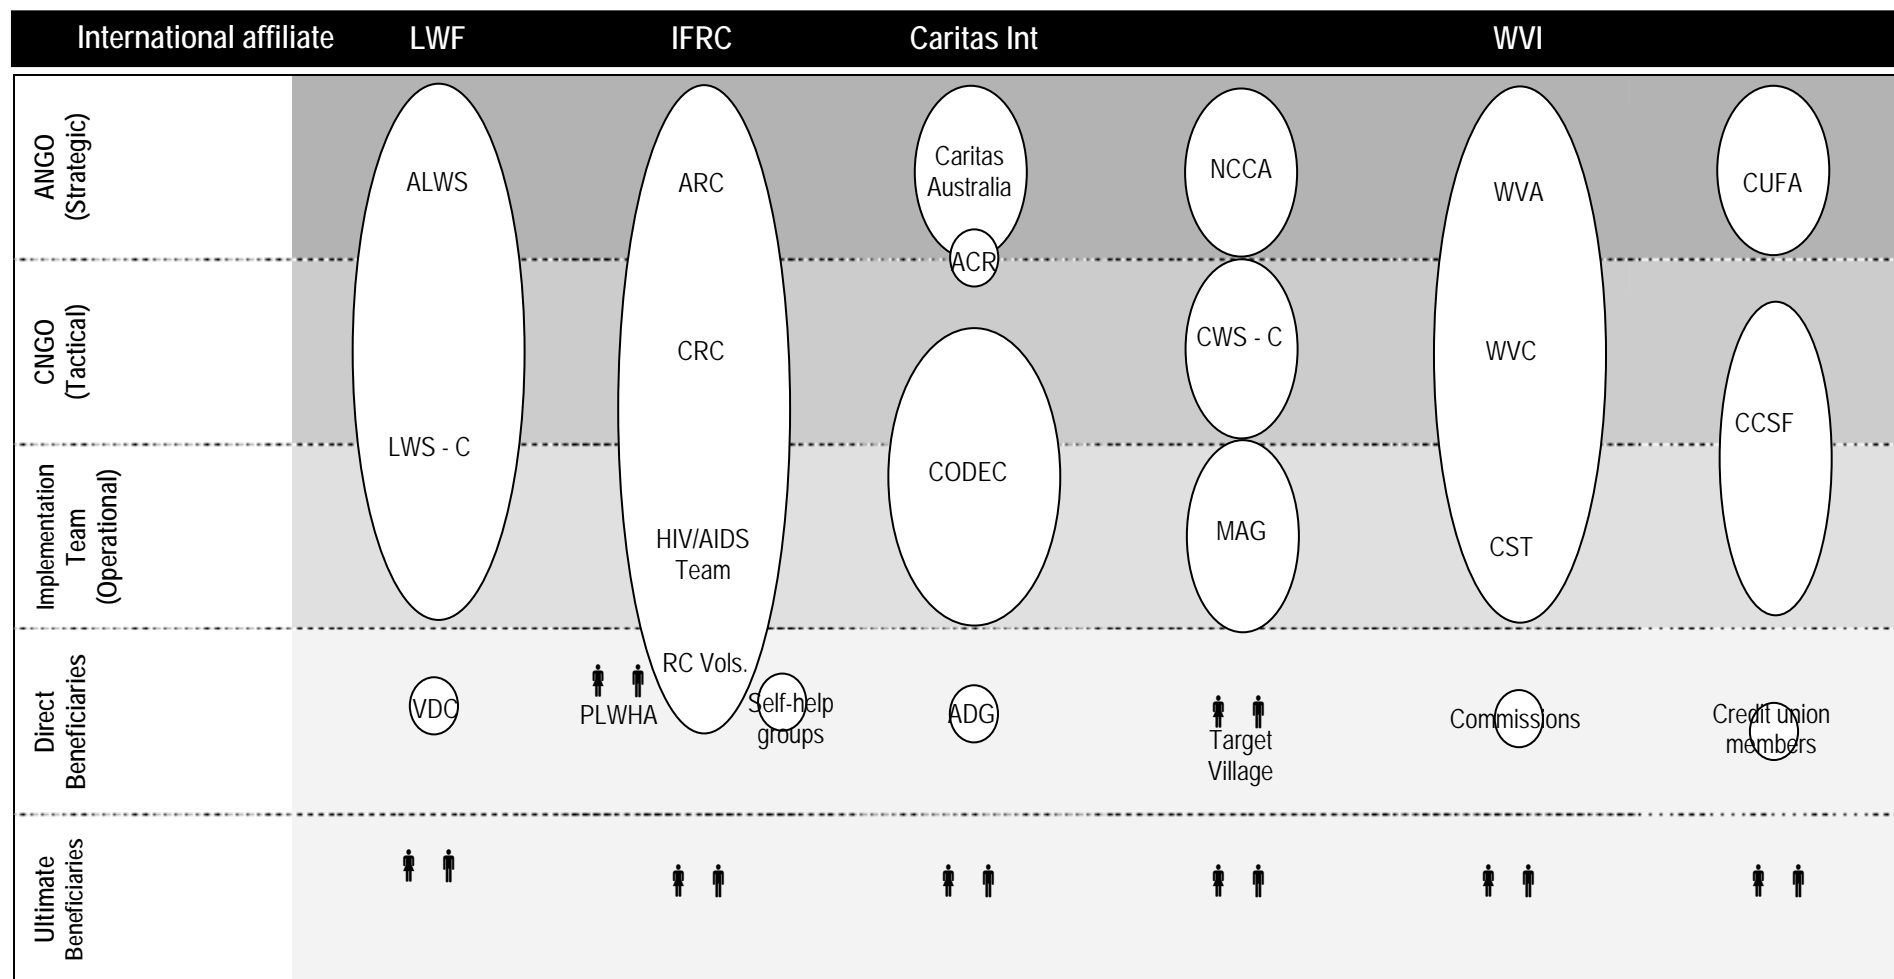 International affiliate LWF IFRC Caritas Int WVI
ANGO
(Strategic)
ALWS
ARC
Caritas
Australia
ACR
NCCA
WVA
CUFA
CNGO
(Tactical)
LWS - C
CRC
CWS - C
WVC
CCSF
Implementation
Team
(Operational)
HIV/AIDS
Team
CODEC
MAG
CST
Direct
Beneficiaries
VDC
PLWHA
RC Vols.
Self-help
groups
ADG
Target
Village
Commissions
Credit union
members
Ultimate
Beneficiaries